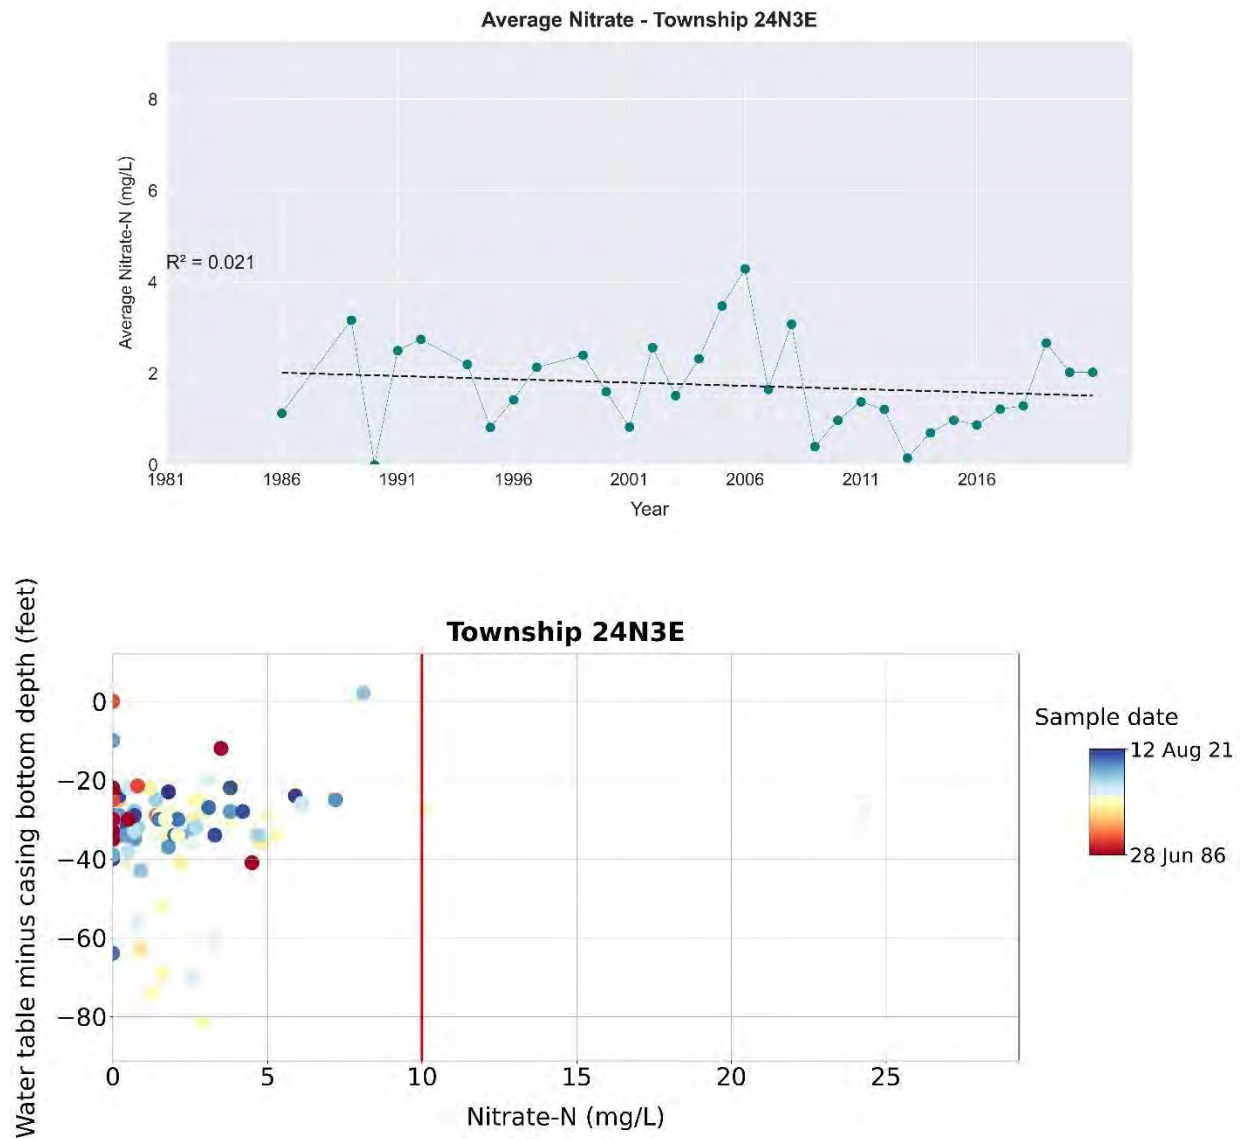 Average Nitrate - Township 24N3E
Average Nitrate-N (mg/L)
8
6
R² = 0.021
4
2
0
1981 1986 1991 1996 2001 2006 2011 2016
Year
Township 24N3E
Water table minus casing bottom depth (feet)
0
−20
−40
−60
−80
0 5 10 15 20 25
Nitrate-N (mg/L)
Sample date
12 Aug 21
28 Jun 86